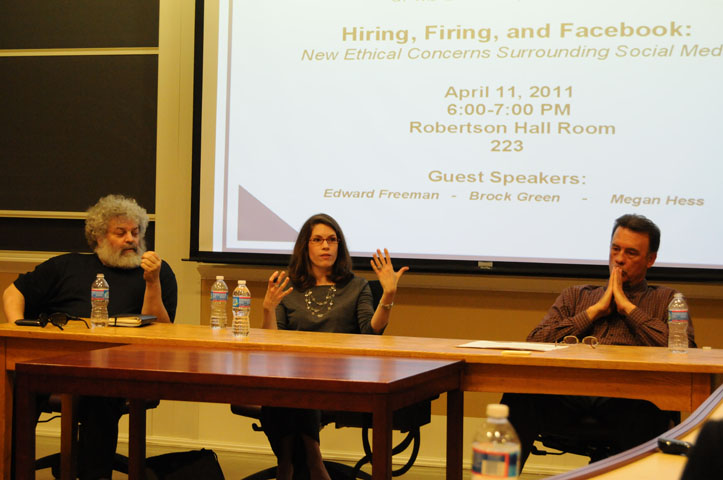 Hiring, Firing, and Facebook:
New Ethical Concerns Surrounding Social Med
April 11, 2011
6:00-7:00 PM
Robertson Hall Room
223
Guest Speakers:
Edward Freeman - Brock Green - Megan Hess